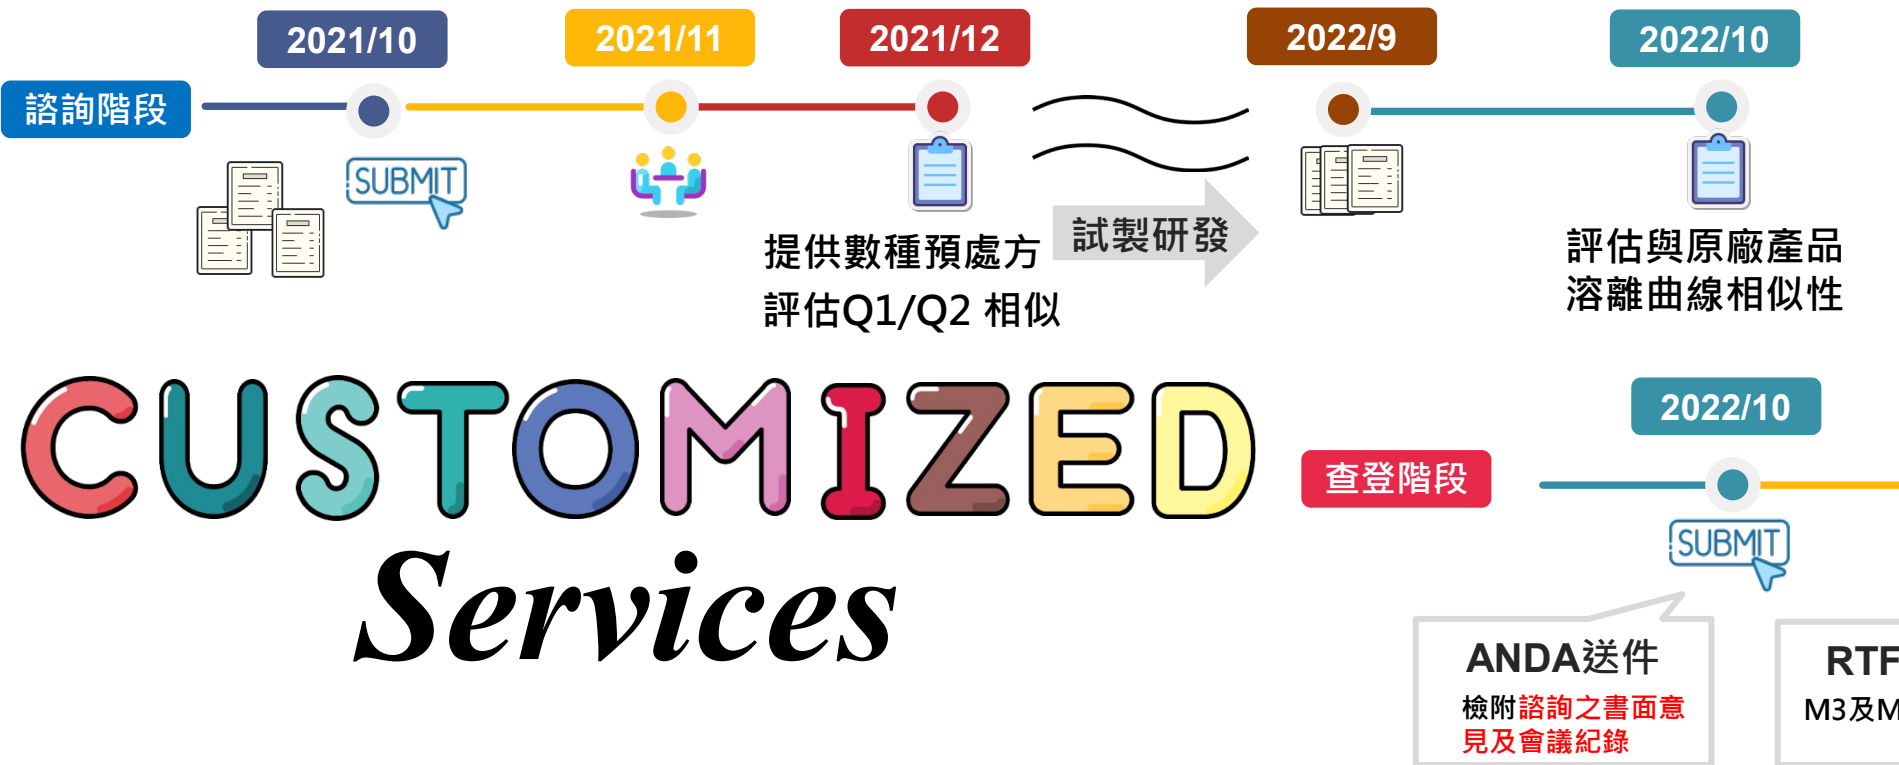 2021/10
2021/11
2021/12
2022/9
2022/10
諮詢階段
SUBMIT
提供數種預處方
評估Q1/Q2 相似
試製研發
評估與原廠產品
溶離曲線相似性
CUSTOMIZED
Services
2022/10
查登階段
SUBMIT
ANDA送件
檢附諮詢之書面意
見及會議紀錄
RTF
M3及M